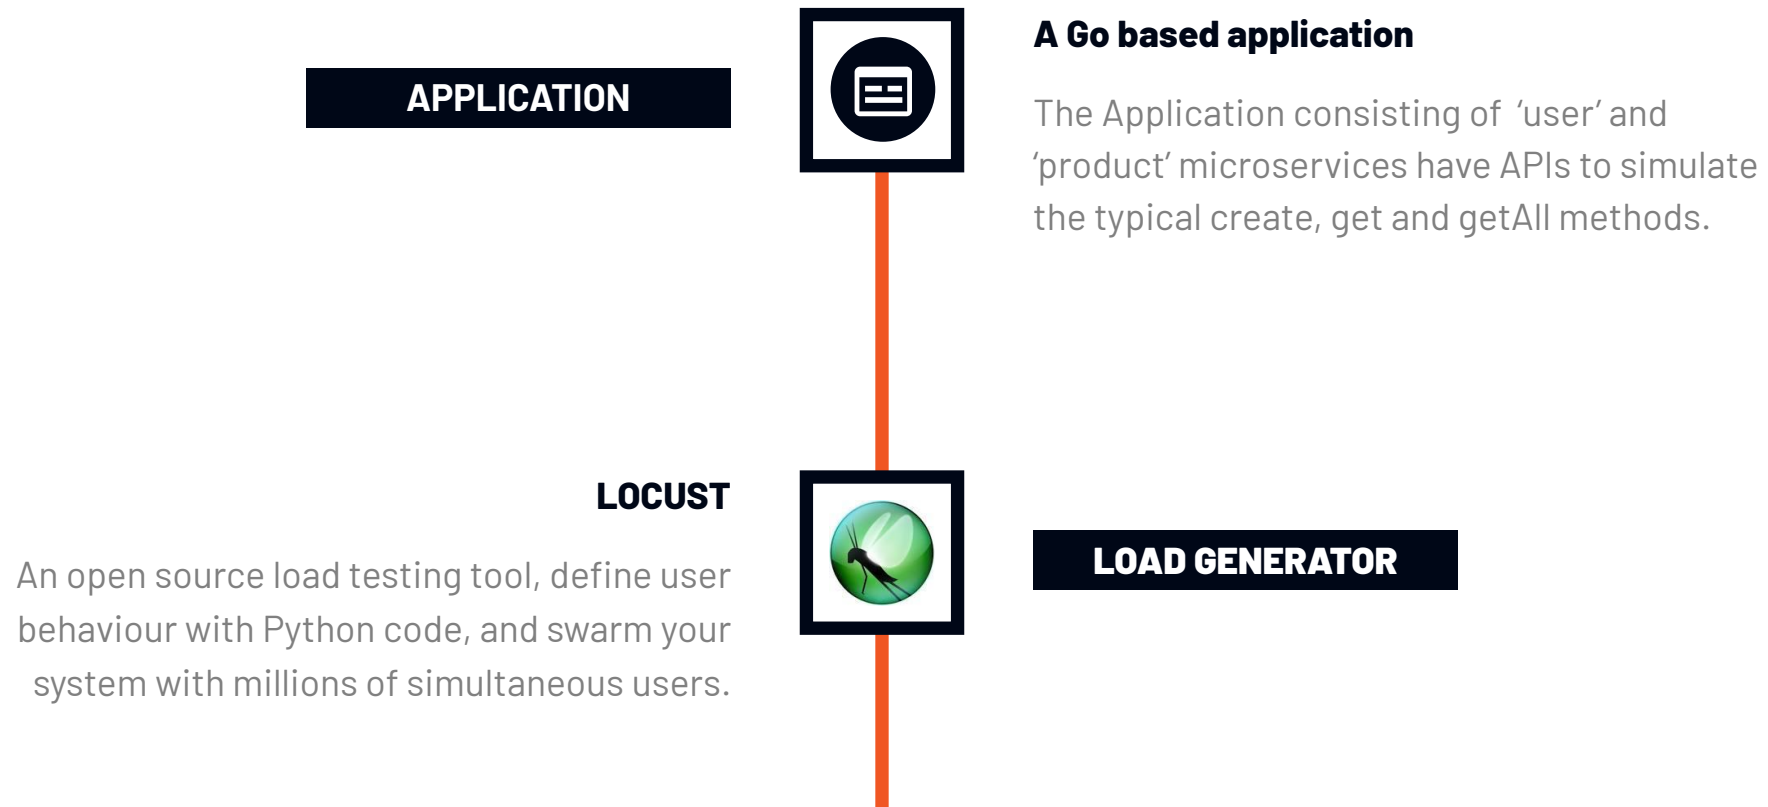 APPLICATION
A Go based application
The Application consisting of ‘user’ and
‘product’ microservices have APIs to simulate
the typical create, get and getAll methods.
LOCUST
An open source load testing tool, define user
behaviour with Python code, and swarm your
system with millions of simultaneous users.
LOAD GENERATOR